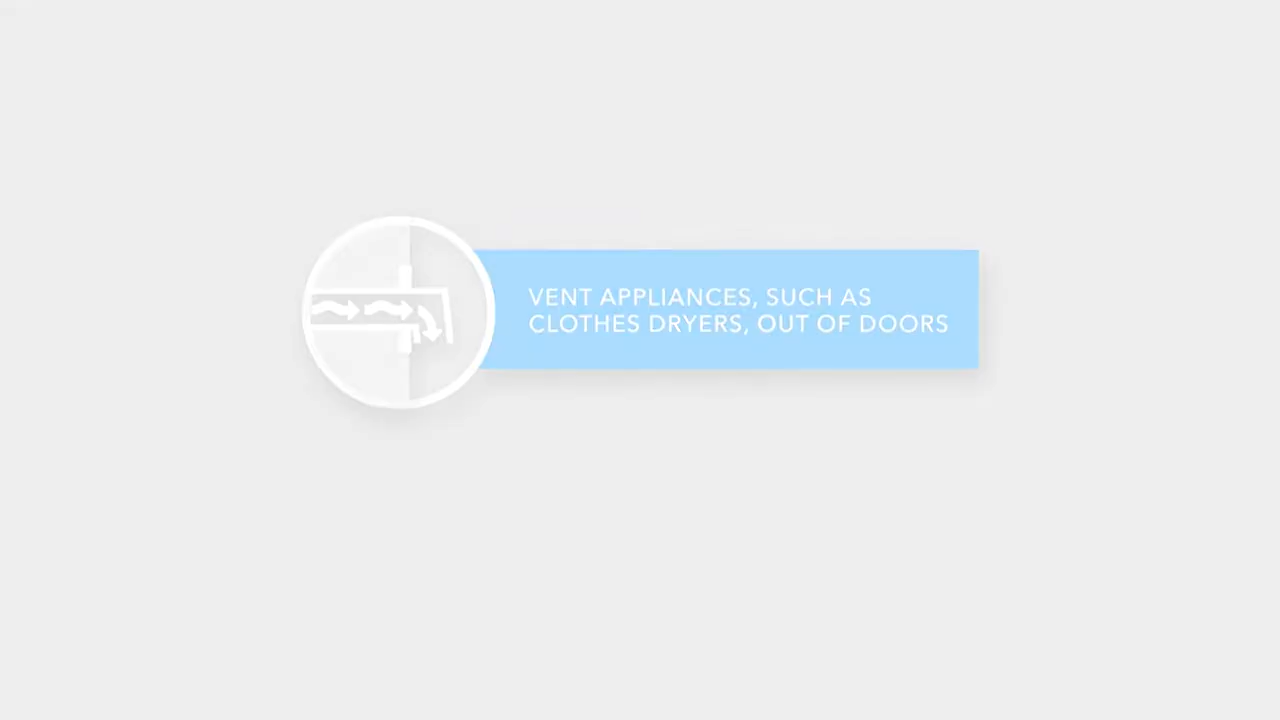 VENT APPLIANCES, SUCH AS
CLOTHES DRYERS, OUT OF DOORS